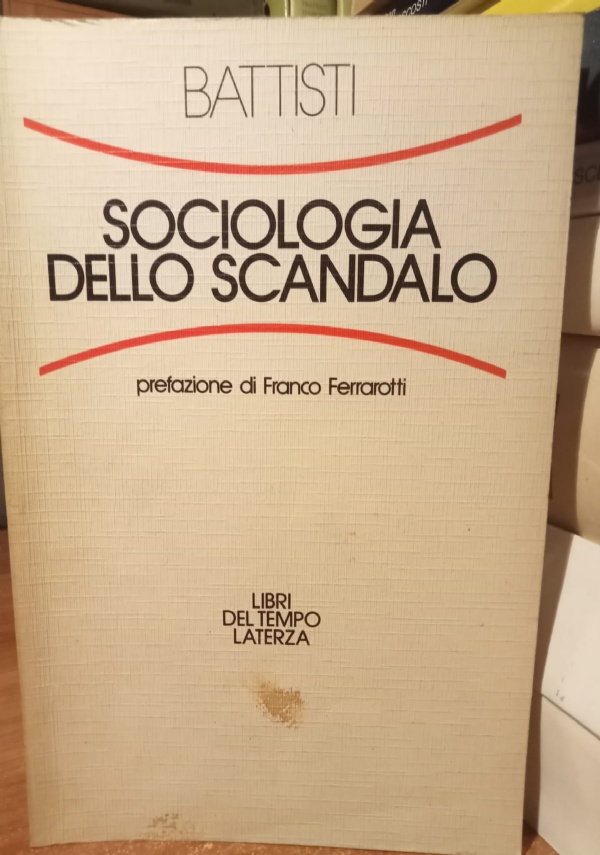 BATTISTI
SOCIOLOGIA
DELLO SCANDALO
prefazione di Franco Ferrarotti
LIBRI
DEL TEMPO
LATERZA